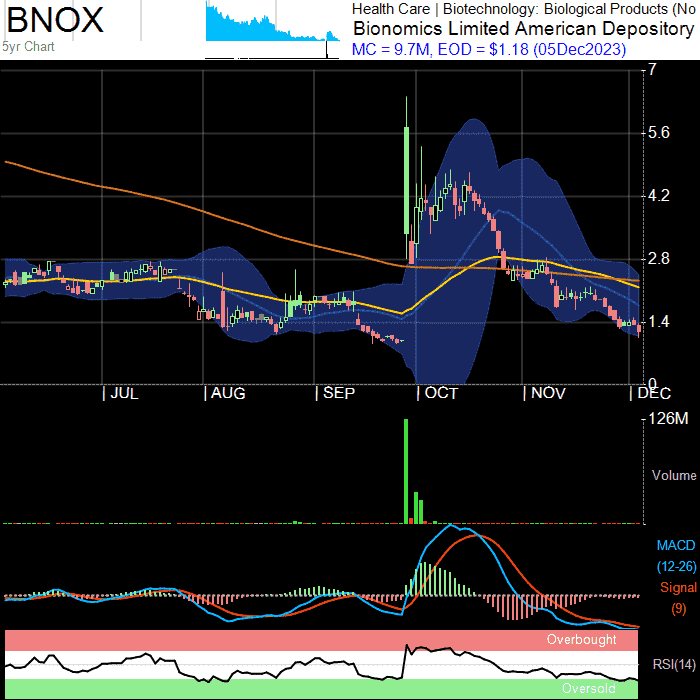 BNOX
5yr Chart
Health Care | Biotechnology: Biological Products (No
Bionomics Limited American Depository
MC = 9.7M, EOD = $1.18 (05Dec2023)
7
5.6
4.2
2.8
1.4
0
| JUL | AUG | SEP | OCT | NOV | DEC
126M
Volume
MACD
(12-26)
Signal
(9)
Overbought
RSI(14)
Oversold